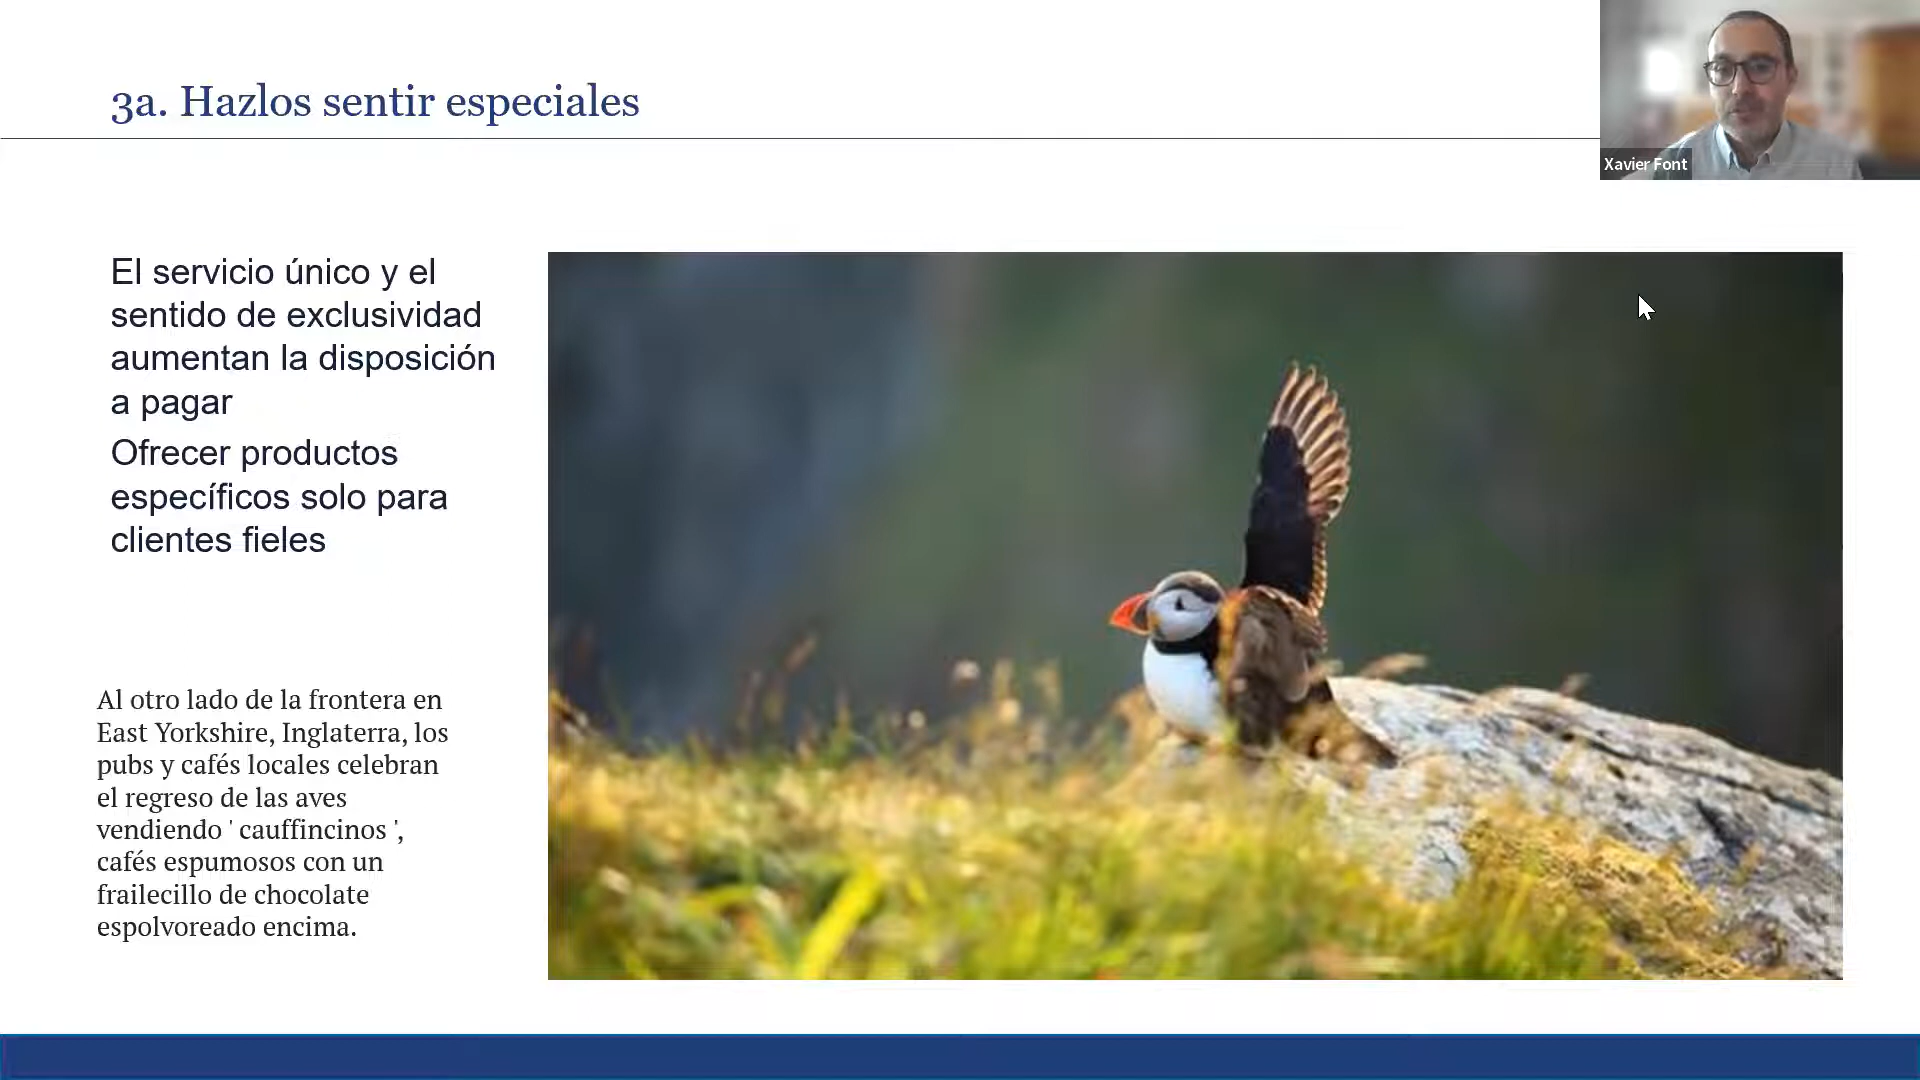 3a. Hazlos sentir especiales
Xavier Font
El servicio único y el
sentido de exclusividad
aumentan la disposición
a pagar
Ofrecer productos
específicos solo para
clientes fieles
Al otro lado de la frontera en
East Yorkshire, Inglaterra, los
pubs y cafés locales celebran
el regreso de las aves
vendiendo ' cauffincinos ',
cafés espumosos con un
frailecillo de chocolate
espolvoreado encima.